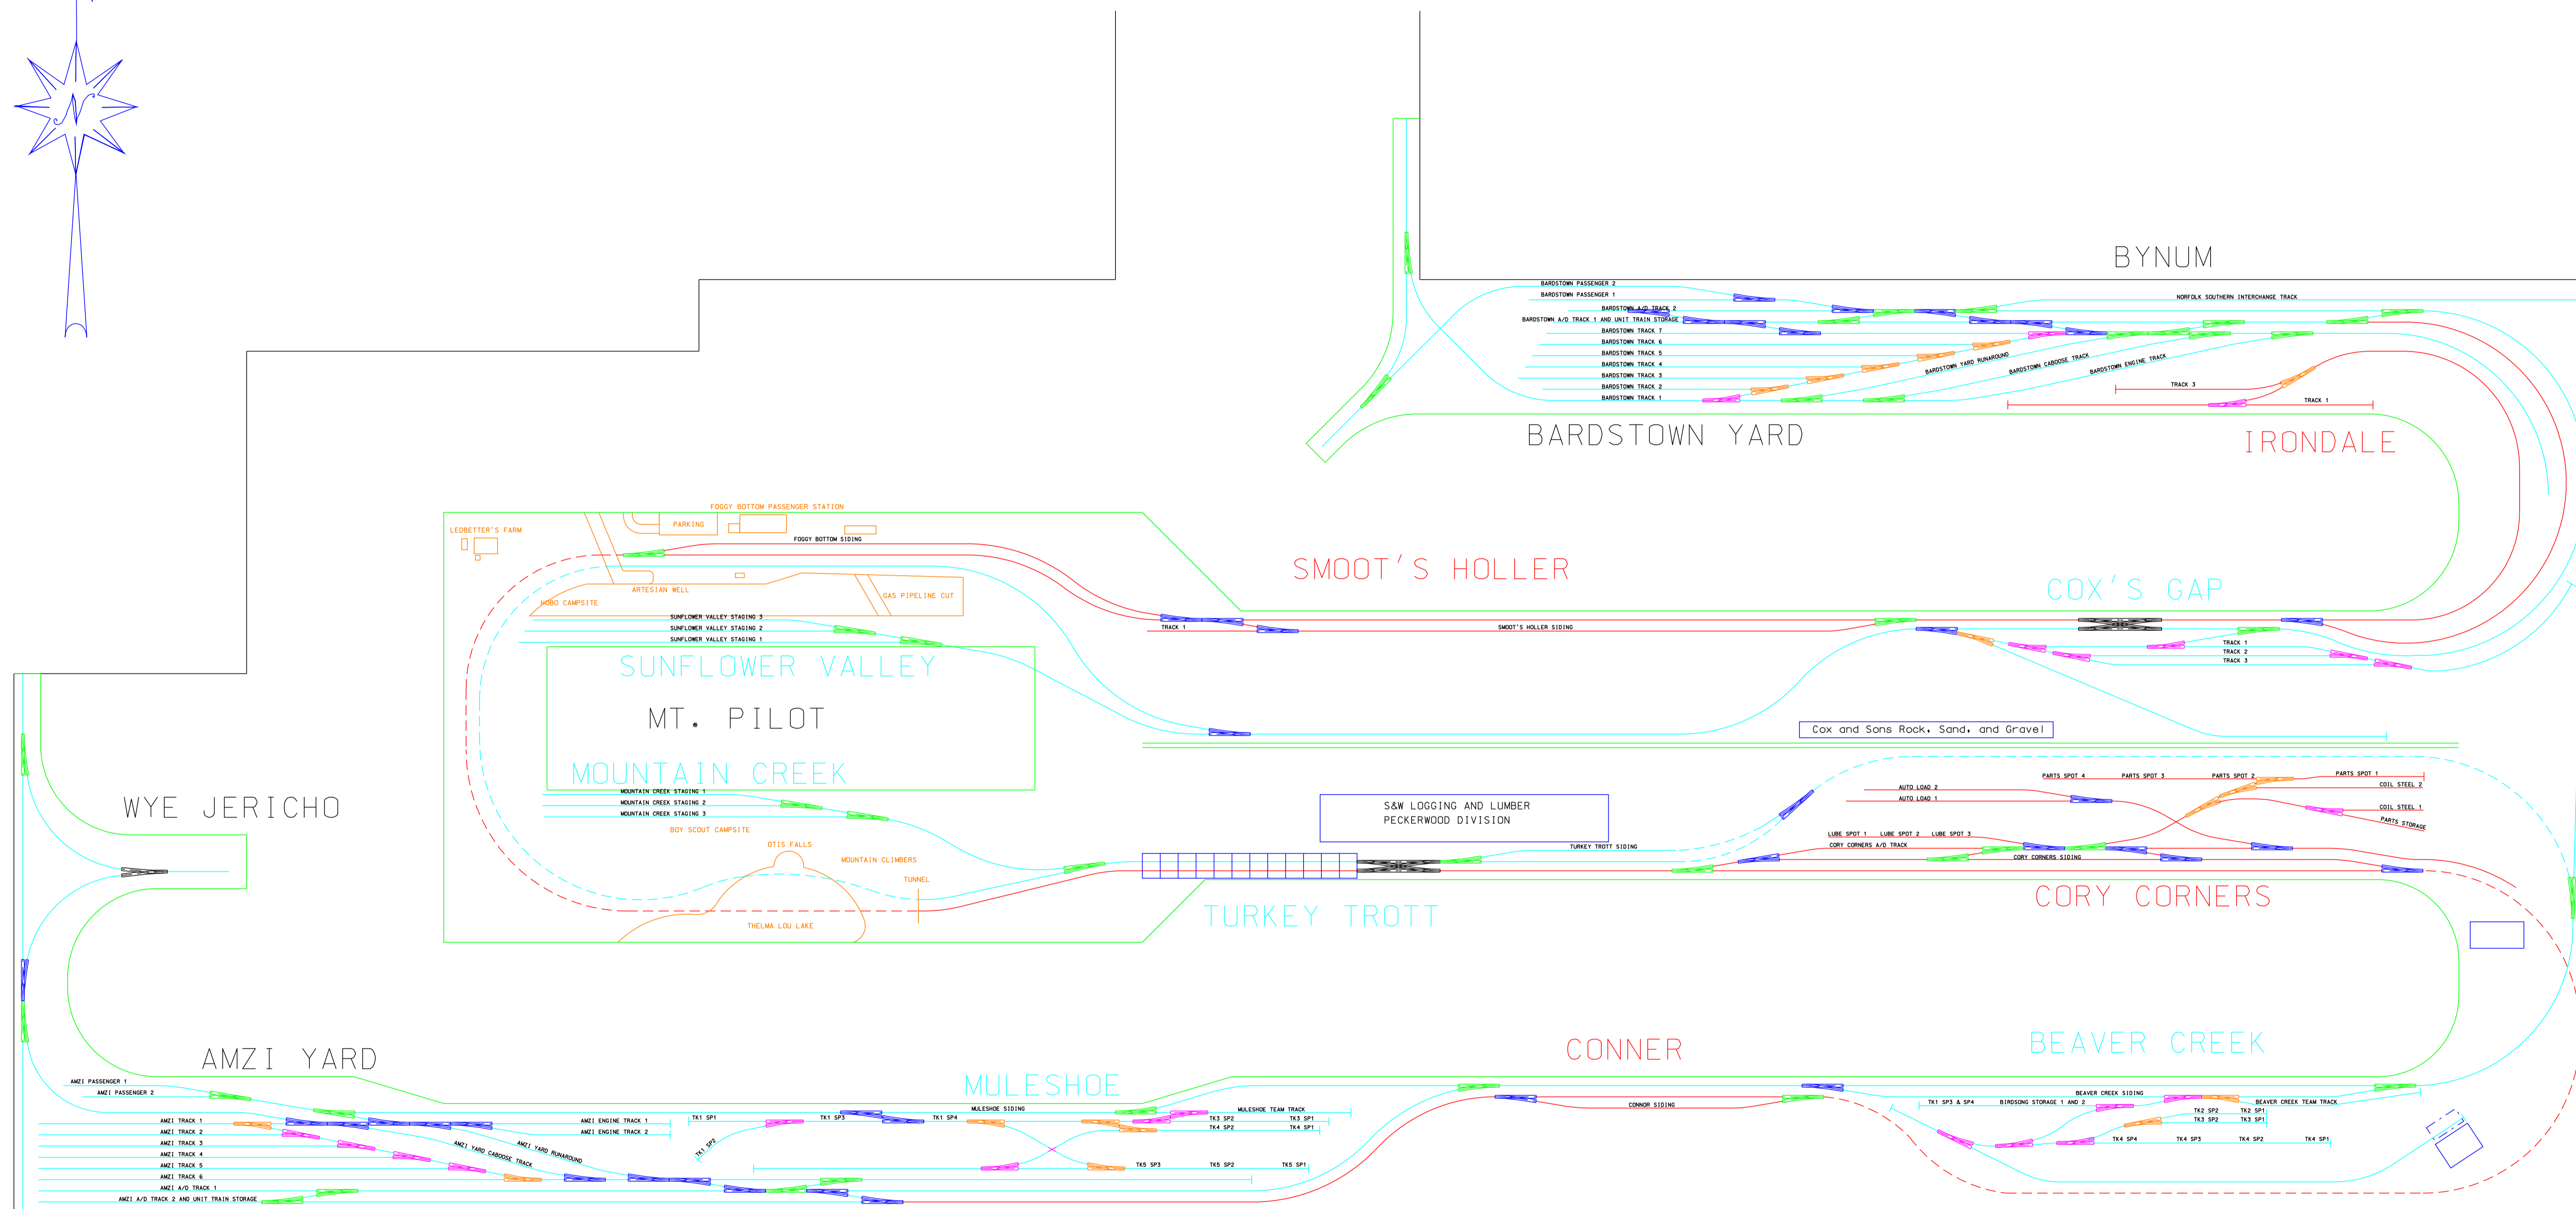 N
BYNUM
BARDSTOWN PASSENGER 2
BARDSTOWN PASSENGER 1
NORFOLK SOUTHERN INTERCHANGE TRACK
BARDSTOWN A/D TRACK 2
BARDSTOWN A/D TRACK 1 AND UNIT TRAIN STORAGE
BARDSTOWN TRACK 7
BARDSTOWN TRACK 6
BARDSTOWN TRACK 5
BARDSTOWN TRACK 4
BARDSTOWN TRACK 3
BARDSTOWN TRACK 2
BARDSTOWN TRACK 1
BARDSTOWN YARD RUNAROUND
BARDSTOWN CABOOSE TRACK
BARDSTOWN ENGINE TRACK
TRACK 3
TRACK 1
BARDSTOWN YARD
IRONDALE
FOGGY BOTTOM PASSENGER STATION
LEDBETTER'S FARM
PARKING
FOGGY BOTTOM SIDING
SMOOT'S HOLLER
COX'S GAP
ARTESIAN WELL
HOBO CAMPSITE
GAS PIPELINE CUT
SUNFLOWER VALLEY STAGING 3
SUNFLOWER VALLEY STAGING 2
SUNFLOWER VALLEY STAGING 1
TRACK 1
SMOOT'S HOLLER SIDING
TRACK 1
TRACK 2
TRACK 3
SUNFLOWER VALLEY
MT. PILOT
Cox and Sons Rock, Sand, and Gravel
MOUNTAIN CREEK
MOUNTAIN CREEK STAGING 1
MOUNTAIN CREEK STAGING 2
MOUNTAIN CREEK STAGING 3
WYE JERICHO
BOY SCOUT CAMPSITE
OTIS FALLS
MOUNTAIN CLIMBERS
TUNNEL
THELMA LOU LAKE
S&W LOGGING AND LUMBER
PECKERWOOD DIVISION
TURKEY TROTT SIDING
TURKEY TROTT
PARTS SPOT 4
PARTS SPOT 3
PARTS SPOT 2
PARTS SPOT 1
AUTO LOAD 2
COIL STEEL 2
AUTO LOAD 1
COIL STEEL 1
PARTS STORAGE
LUBE SPOT 1
LUBE SPOT 2
LUBE SPOT 3
CORY CORNERS A/D TRACK
CORY CORNERS SIDING
CORY CORNERS
AMZI YARD
MULESHOE
CONNER
BEAVER CREEK
AMZI PASSENGER 1
AMZI PASSENGER 2
AMZI TRACK 1
AMZI TRACK 2
AMZI TRACK 3
AMZI TRACK 4
AMZI TRACK 5
AMZI TRACK 6
AMZI A/D TRACK 1
AMZI A/D TRACK 2 AND UNIT TRAIN STORAGE
AMZI ENGINE TRACK 1
AMZI ENGINE TRACK 2
AMZI YARD CABOOSE TRACK
AMZI YARD RUNAROUND
MULESHOE SIDING
MULESHOE TEAM TRACK
TK1 SP1
TK1 SP3
TK1 SP4
TK3 SP2
TK3 SP1
TK4 SP2
TK4 SP1
TK1 SP2
TK5 SP3
TK5 SP2
TK5 SP1
CONNOR SIDING
BEAVER CREEK SIDING
TK1 SP3 & SP4
BIRDSONG STORAGE 1 AND 2
BEAVER CREEK TEAM TRACK
TK2 SP2
TK2 SP1
TK3 SP2
TK3 SP1
TK4 SP4
TK4 SP3
TK4 SP2
TK4 SP1